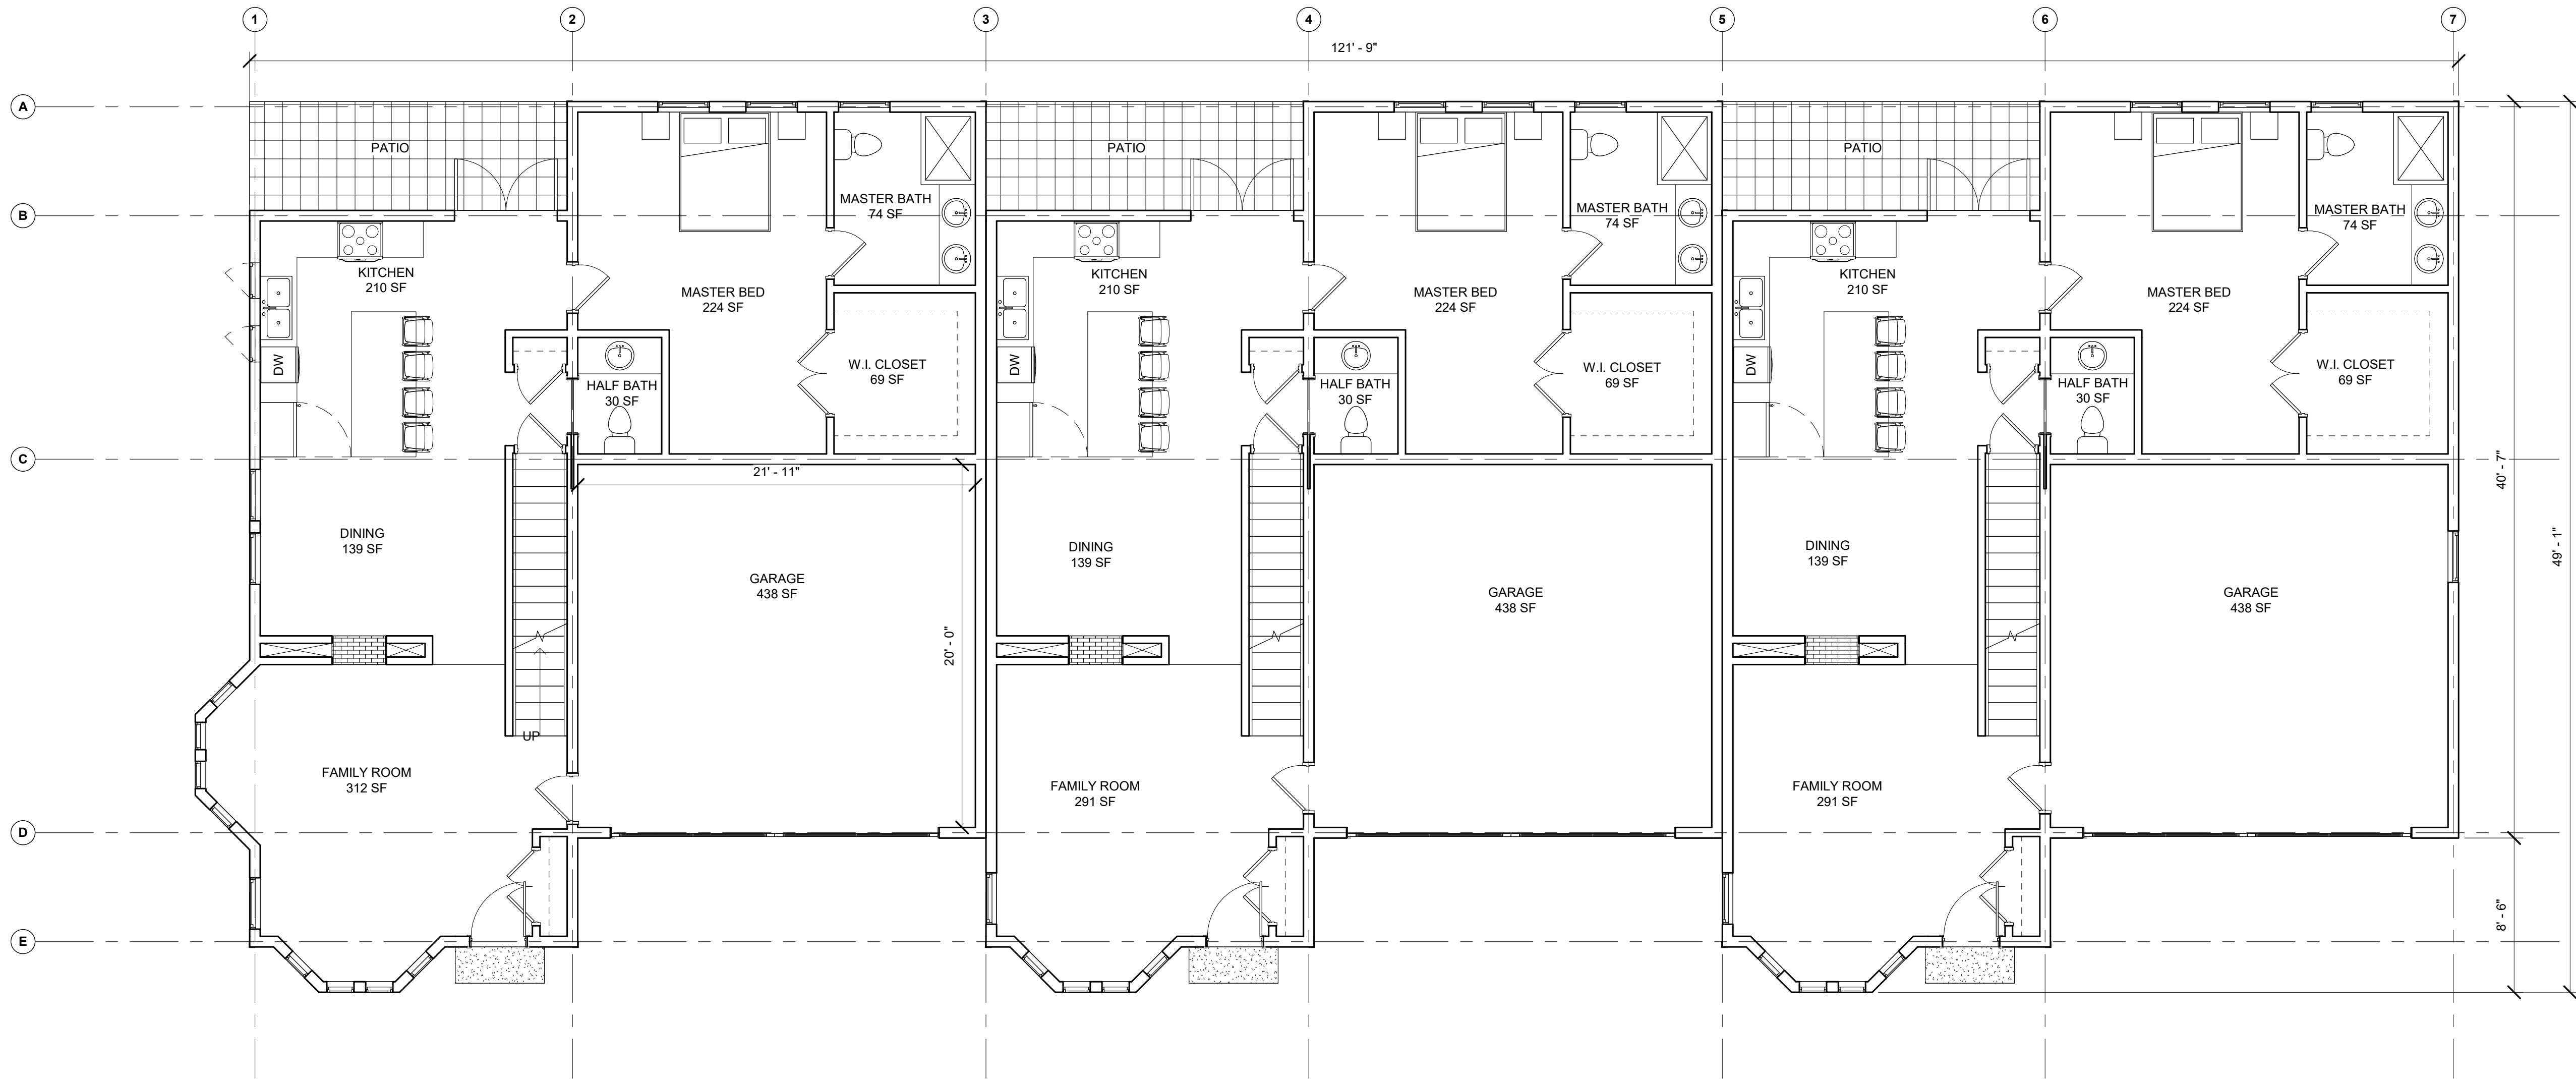 1
2
3
4
5
6
7
121' - 9"
A
PATIO
PATIO
PATIO
MASTER BATH
74 SF
MASTER BATH
74 SF
MASTER BATH
74 SF
B
KITCHEN
210 SF
MASTER BED
224 SF
KITCHEN
210 SF
MASTER BED
224 SF
KITCHEN
210 SF
MASTER BED
224 SF
DW
HALF BATH
30 SF
W.I. CLOSET
69 SF
DW
HALF BATH
30 SF
W.I. CLOSET
69 SF
DW
HALF BATH
30 SF
W.I. CLOSET
69 SF
C
21' - 11"
40' - 7"
49' - 1"
DINING
139 SF
GARAGE
438 SF
20' - 0"
DINING
139 SF
GARAGE
438 SF
DINING
139 SF
GARAGE
438 SF
UP
FAMILY ROOM
312 SF
FAMILY ROOM
291 SF
FAMILY ROOM
291 SF
D
8' - 6"
E